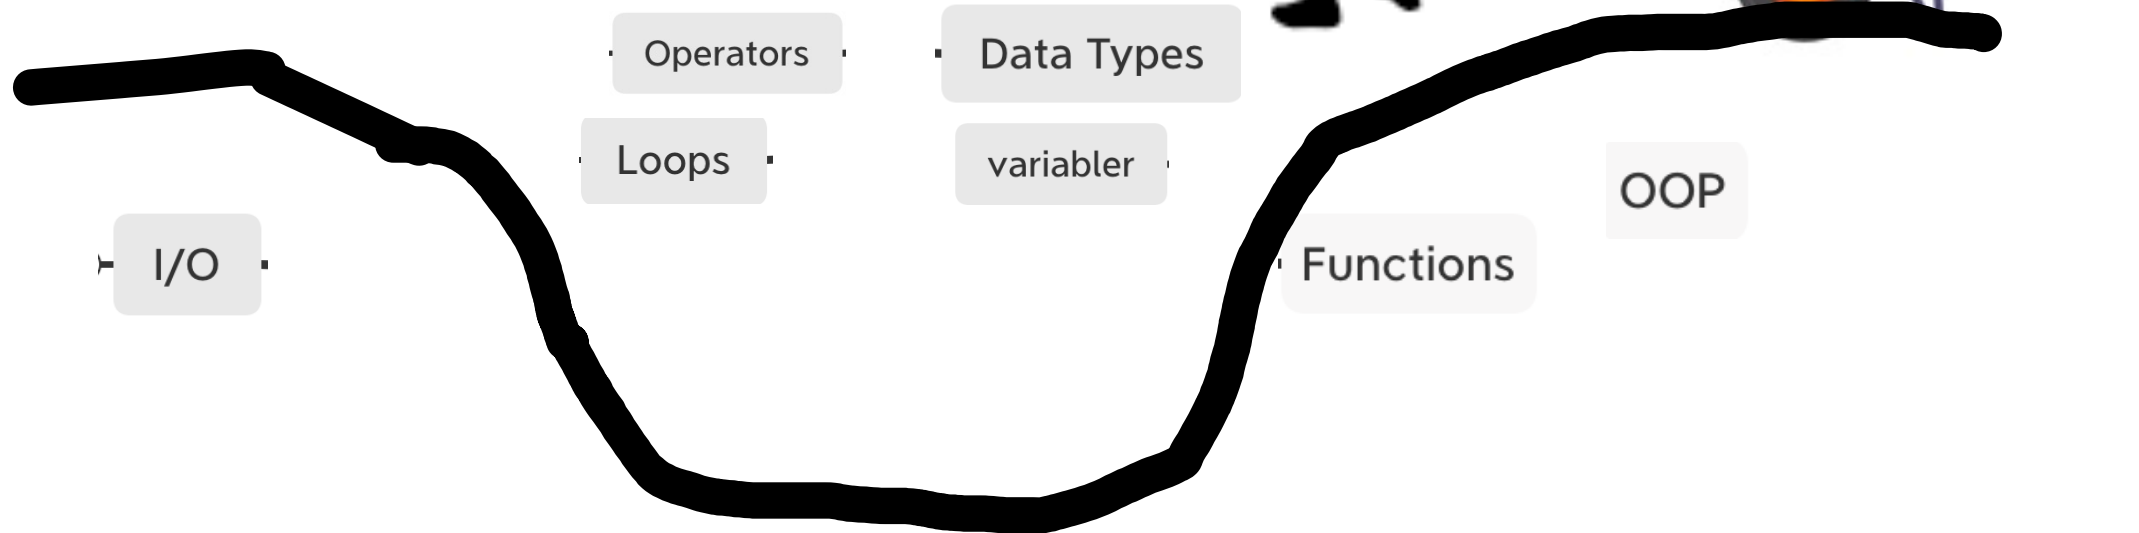 Operators
Data Types
Loops
variabler
OOP
I/O
Functions